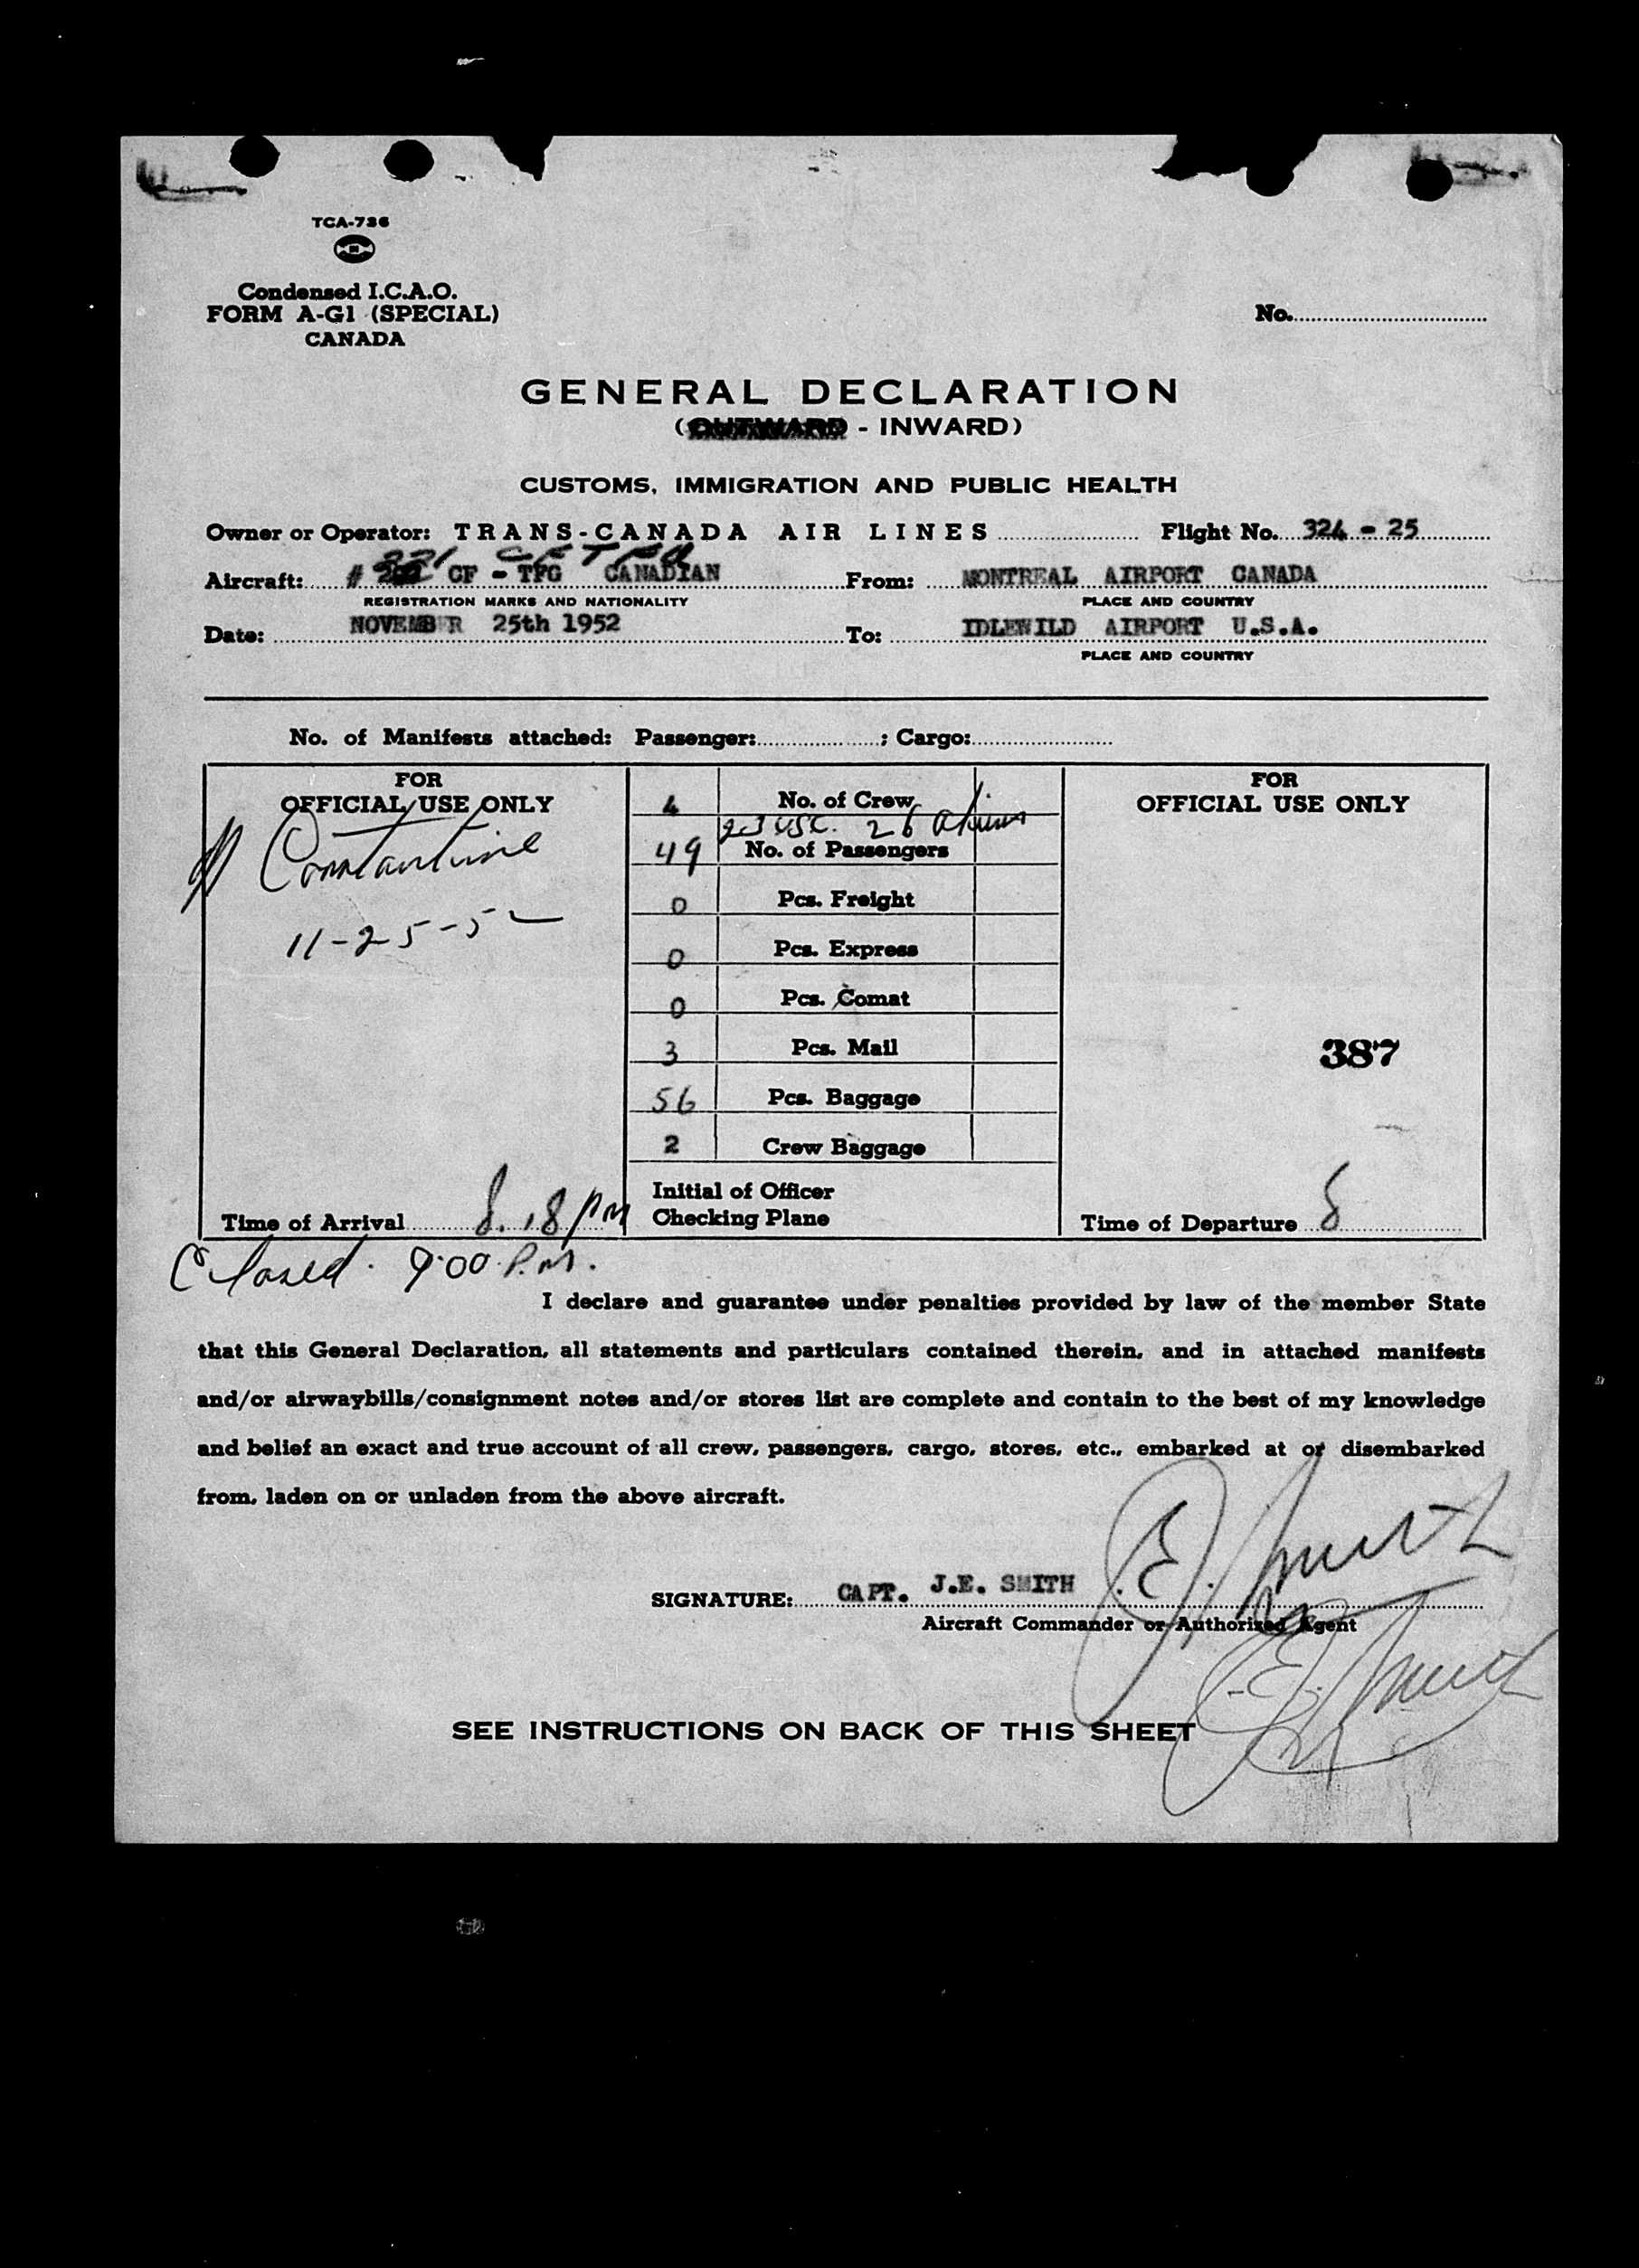 TCA-736
Condensed I.C.A.O.
FORM A-G1 (SPECIAL)
CANADA
No.
GENERAL DECLARATION
(OUTWARD - INWARD)
CUSTOMS, IMMIGRATION AND PUBLIC HEALTH
Owner or Operator: TRANS-CANADA AIR LINES Flight No. 324 - 25
Aircraft: # 221 CF - TFG CANADIAN From: MONTREAL AIRPORT CANADA
REGISTRATION MARKS AND NATIONALITY PLACE AND COUNTRY
Date: NOVEMBER 25th 1952 To: IDLEWILD AIRPORT U.S.A.
PLACE AND COUNTRY
No. of Manifests attached: Passenger: ; Cargo:
FOR
OFFICIAL USE ONLY
Constantine
11-25-52
Time of Arrival 8.18 PM
4 No. of Crew
23 USC. 26 aliens
49 No. of Passengers
0 Pcs. Freight
0 Pcs. Express
0 Pcs. Comat
3 Pcs. Mail
56 Pcs. Baggage
2 Crew Baggage
Initial of Officer
Checking Plane
FOR
OFFICIAL USE ONLY
387
Time of Departure 8
Closed. 9:00 P.M.
I declare and guarantee under penalties provided by law of the member State
that this General Declaration, all statements and particulars contained therein, and in attached manifests
and/or airwaybills/consignment notes and/or stores list are complete and contain to the best of my knowledge
and belief an exact and true account of all crew, passengers, cargo, stores, etc., embarked at or disembarked
from, laden on or unladen from the above aircraft.
SIGNATURE: CAPT. J.E. SMITH J.E. Smith
Aircraft Commander or Authorized Agent
J.E. Smith
SEE INSTRUCTIONS ON BACK OF THIS SHEET